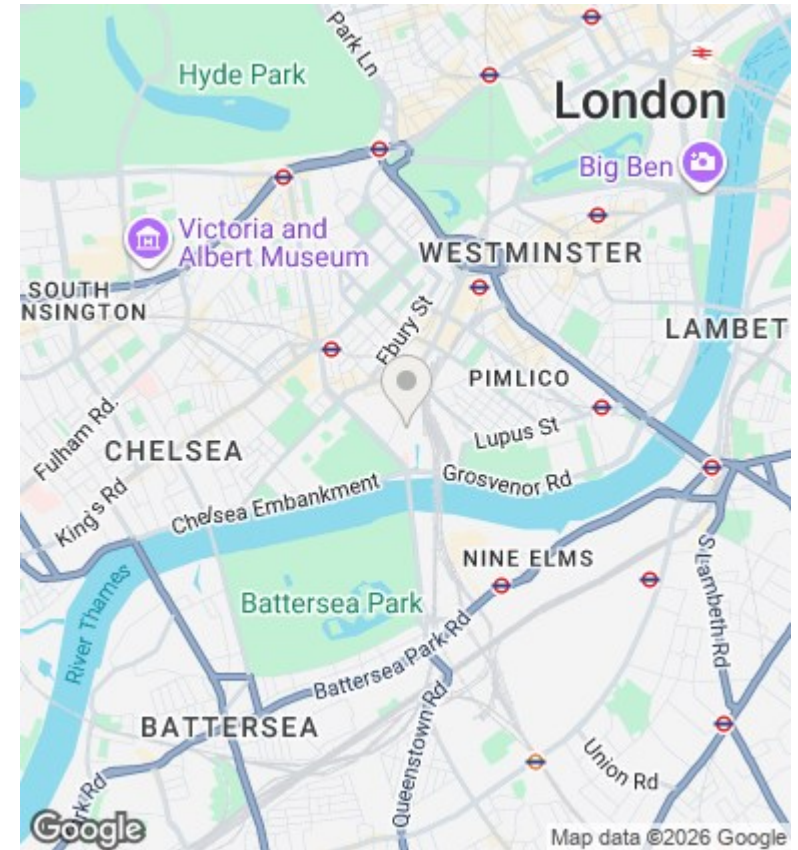 Park Ln
Hyde Park
London
Big Ben
Victoria and
Albert Museum
WESTMINSTER
SOUTH
NSINGTON
LAMBET
Ebury St
PIMLICO
Fulham Rd.
CHELSEA
Lupus St
King's Rd
Chelsea Embankment
Grosvenor Rd
NINE ELMS
River Thames
Battersea Park
S Lambeth Rd
Battersea Park Rd
BATTERSEA
Queenstown Rd
Union Rd
rk Rd
Google
Map data ©2026 Google